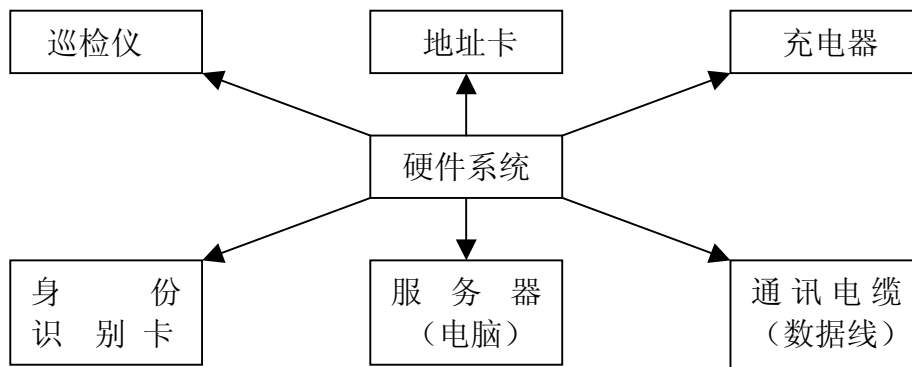 巡检仪
地址卡
充电器
硬件系统
身份
识别卡
服务器
（电脑）
通讯电缆
（数据线）